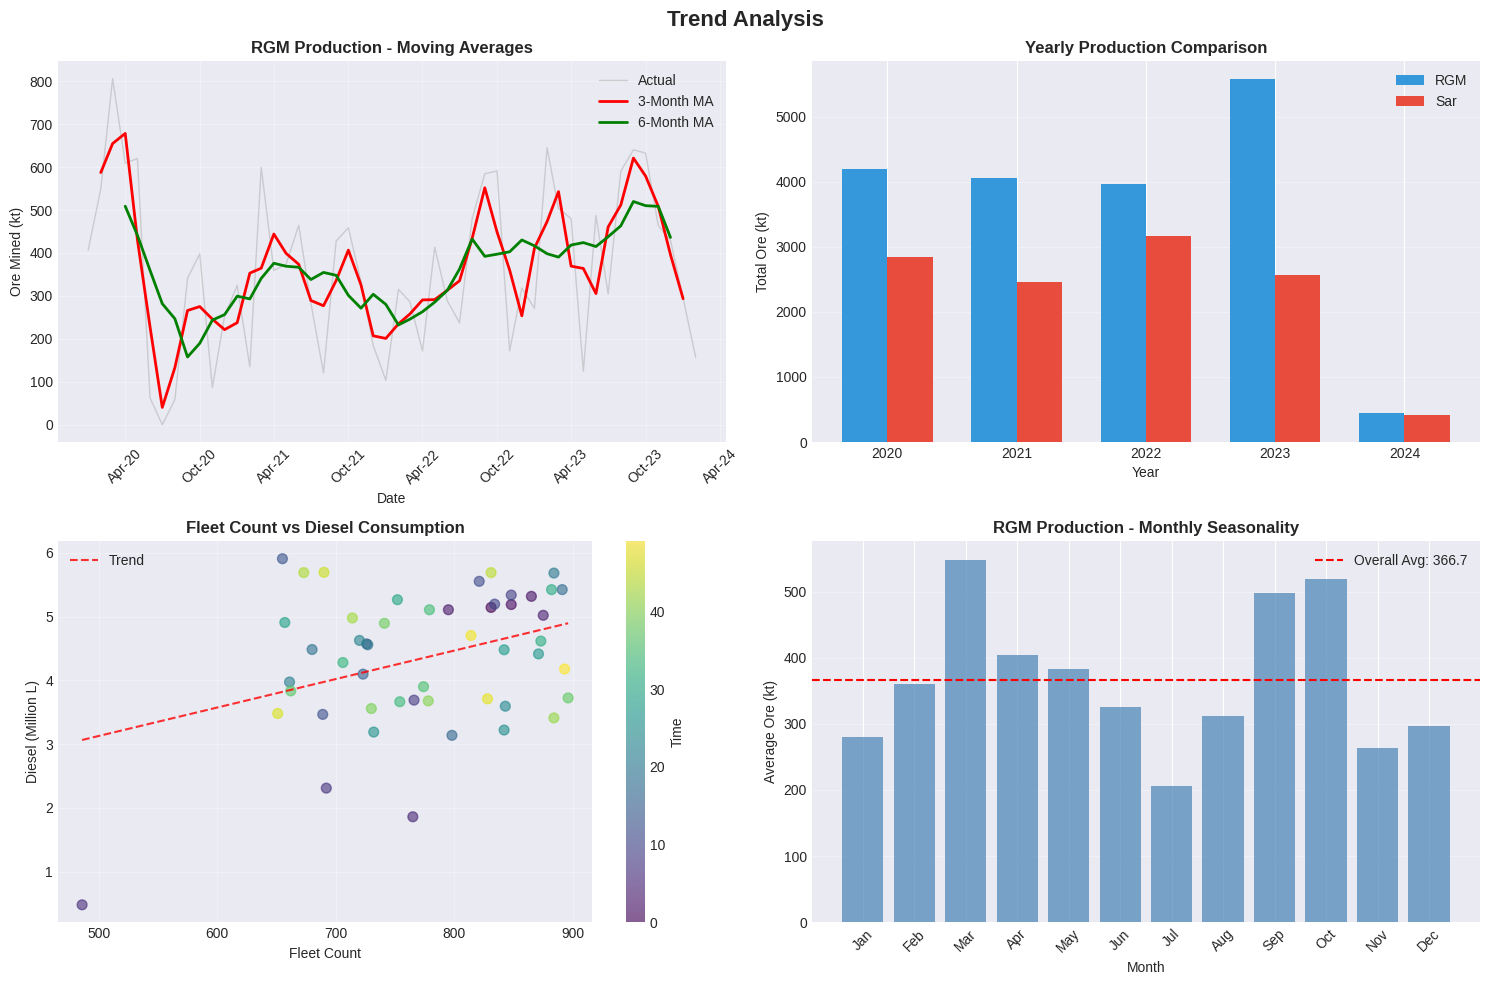 Trend Analysis
RGM Production - Moving Averages
Ore Mined (kt)
800
700
600
500
400
300
200
100
0
Actual
3-Month MA
6-Month MA
Apr-20
Oct-20
Apr-21
Oct-21
Apr-22
Oct-22
Apr-23
Oct-23
Apr-24
Date
Yearly Production Comparison
Total Ore (kt)
5000
4000
3000
2000
1000
0
RGM
Sar
2020
2021
2022
2023
2024
Year
Fleet Count vs Diesel Consumption
Diesel (Million L)
6
5
4
3
2
1
Trend
500
600
700
800
900
Fleet Count
40
30
20
10
0
Time
RGM Production - Monthly Seasonality
Average Ore (kt)
500
400
300
200
100
0
Overall Avg: 366.7
Jan
Feb
Mar
Apr
May
Jun
Jul
Aug
Sep
Oct
Nov
Dec
Month